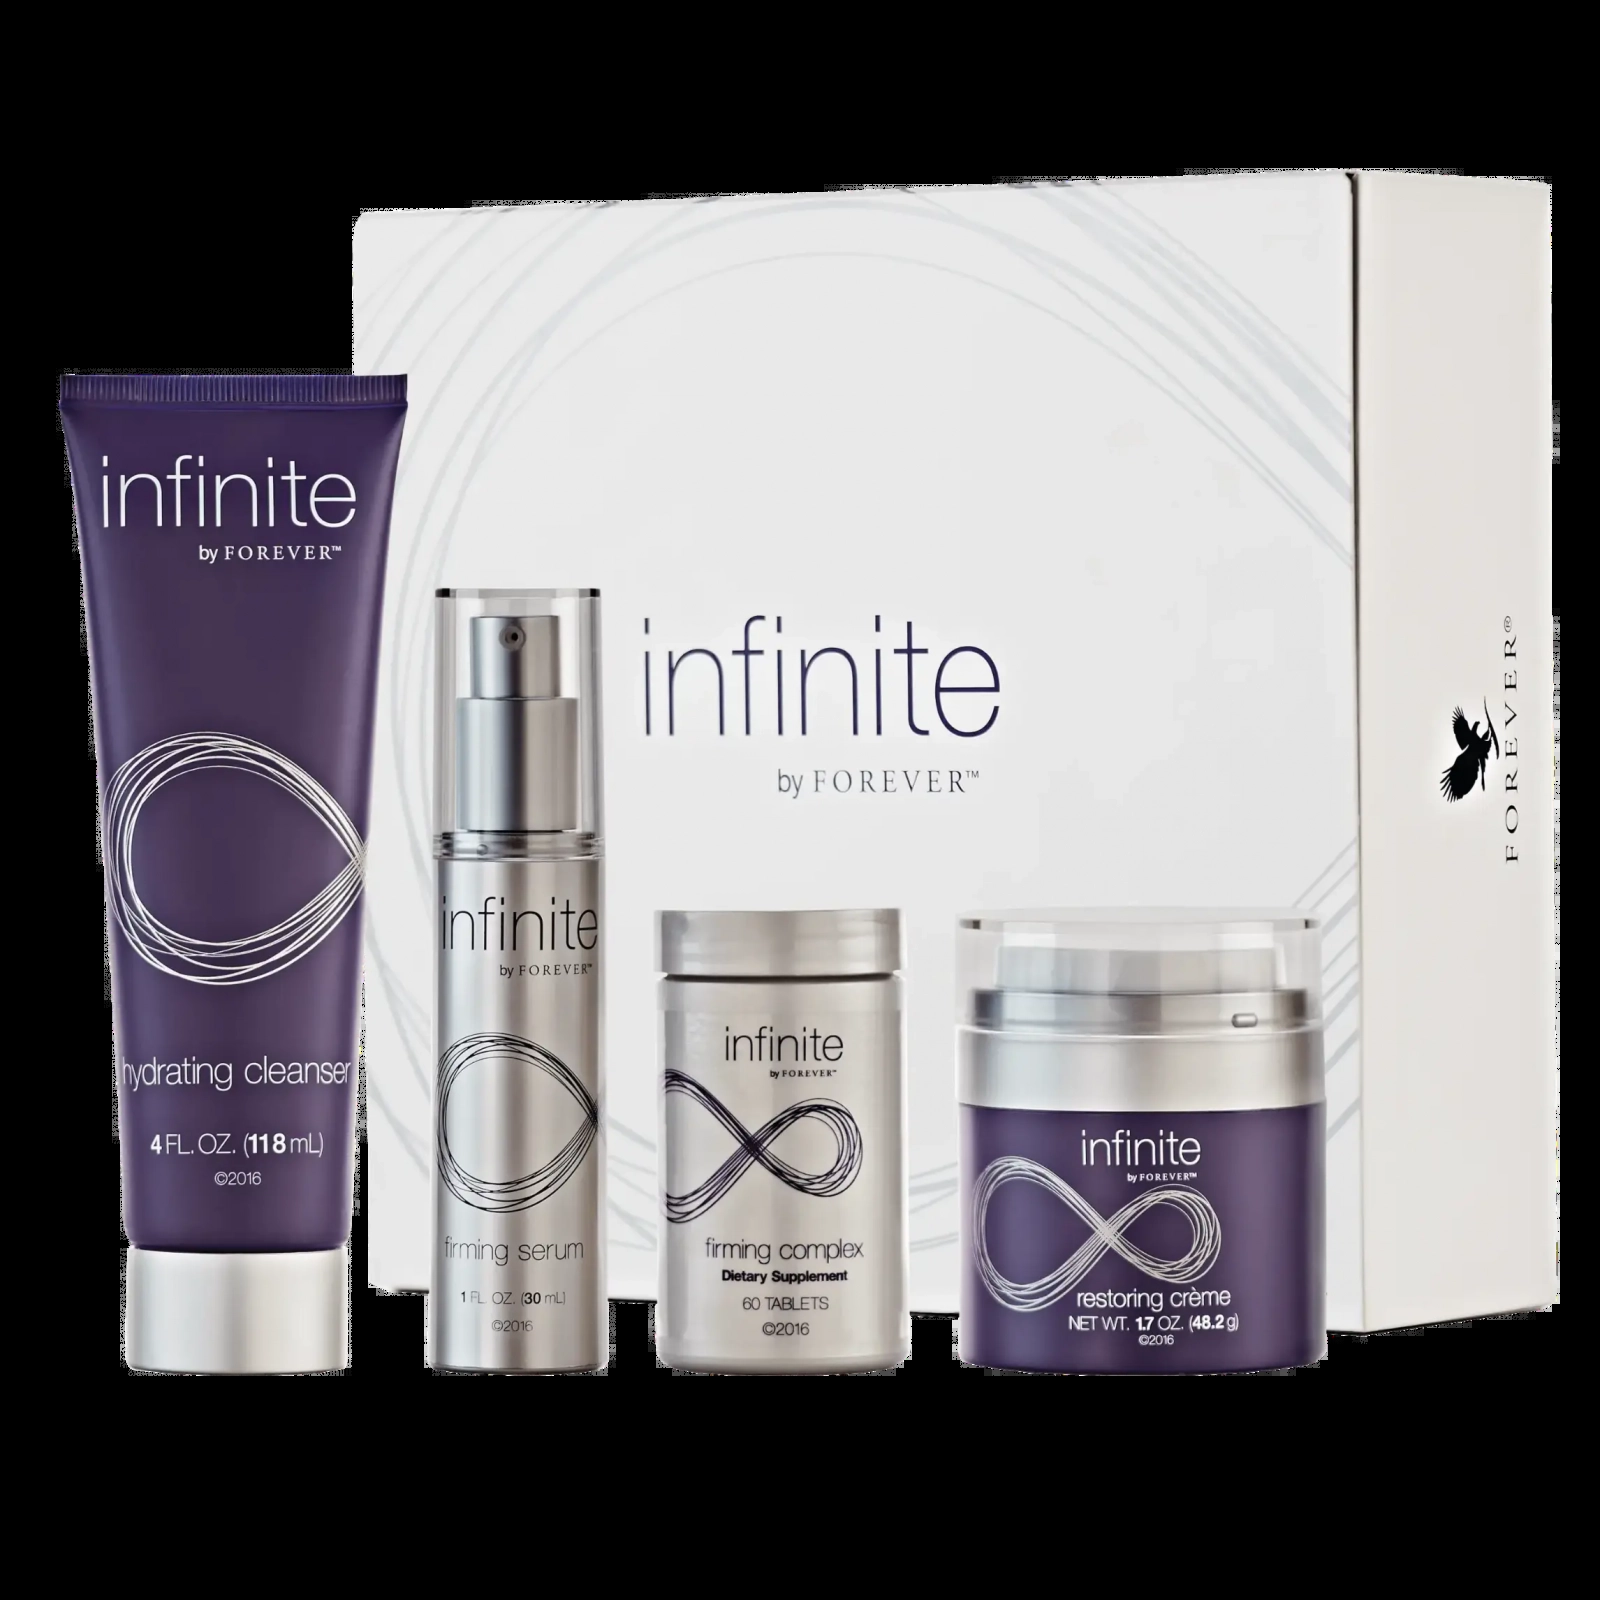 infinite
by FOREVER™
hydrating cleanser
4 FL. OZ. (118 mL)
©2016
infinite
by FOREVER™
firming serum
1 FL. OZ. (30 mL)
©2016
infinite
by FOREVER™
firming complex
Dietary Supplement
60 TABLETS
©2016
infinite
by FOREVER™
restoring crème
NET WT. 1.7 OZ. (48.2 g)
©2016
infinite
by FOREVER™
FOREVER®